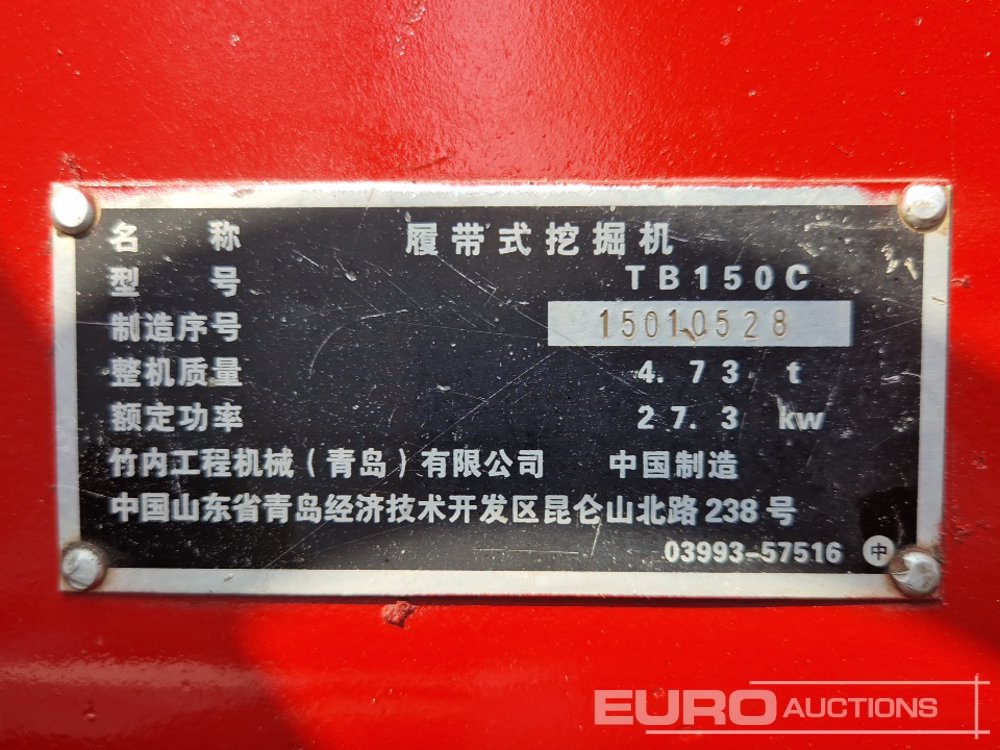 名 称 履带式挖掘机
型 号 TB150C
制造序号 15010528
整机质量 4.73 t
额定功率 27.3 kw
竹内工程机械(青岛)有限公司 中国制造
中国山东省青岛经济技术开发区昆仑山北路238号
03993-57516 中
EURO AUCTIONS